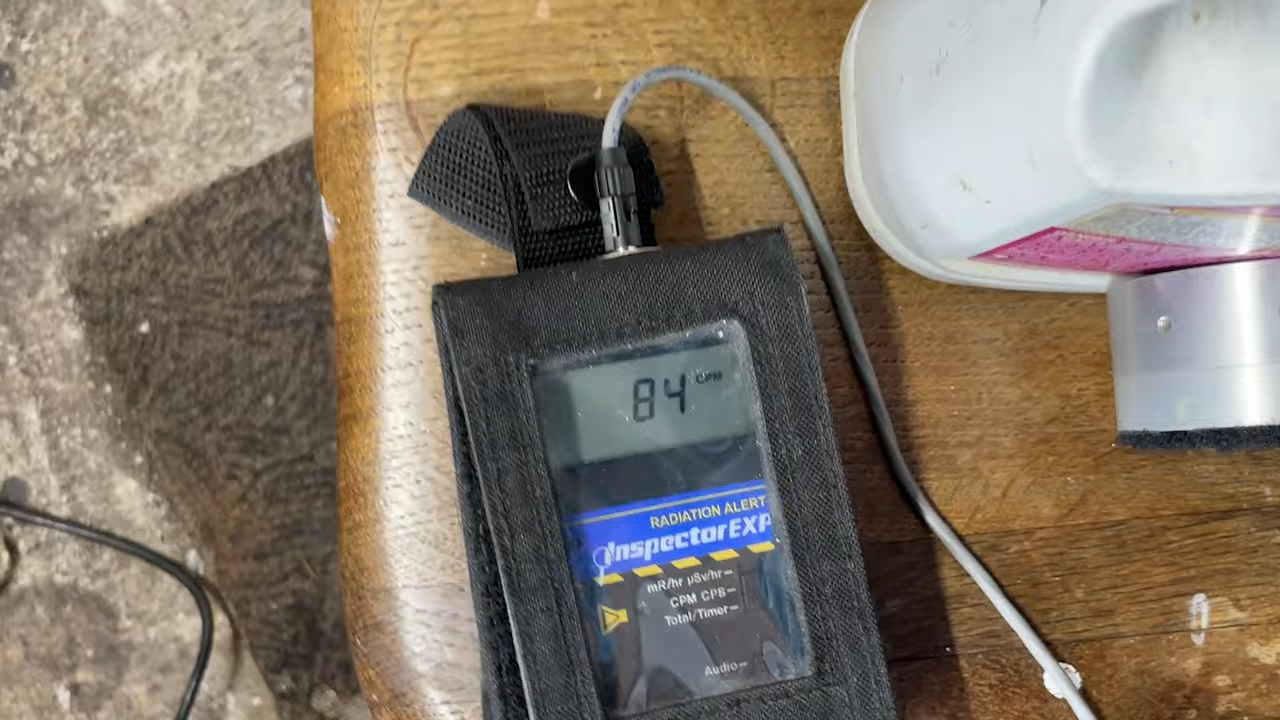 84 CPM
RADIATION ALERT
InspectorEXP
mR/hr µSv/hr
CPM CPS
Total/Timer
Audio